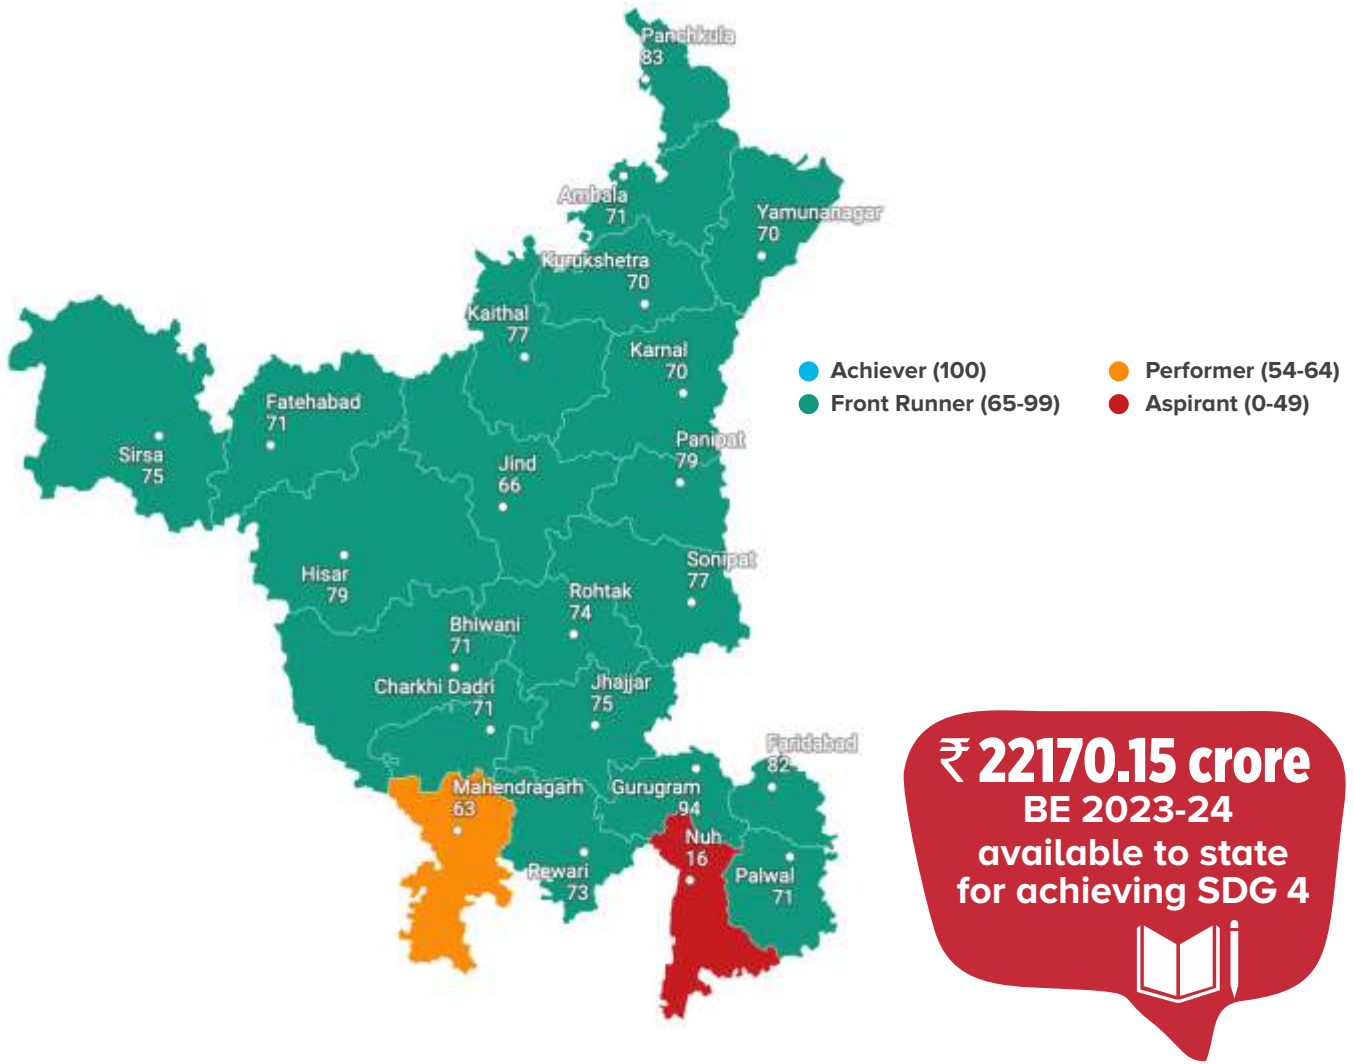 Panchkula
83
Ambala
71
Yamunanagar
70
Kurukshetra
70
Kaithal
77
Karnal
70
Achiever (100)
Performer (54-64)
Front Runner (65-99)
Aspirant (0-49)
Fatehabad
71
Sirsa
75
Panipat
79
Jind
66
Hisar
79
Sonipat
77
Rohtak
74
Bhiwani
71
Charkhi Dadri
71
Jhajjar
75
Faridabad
82
Mahendragarh
63
Gurugram
94
Nuh
16
Rewari
73
Palwal
71
₹ 22170.15 crore
BE 2023-24
available to state
for achieving SDG 4